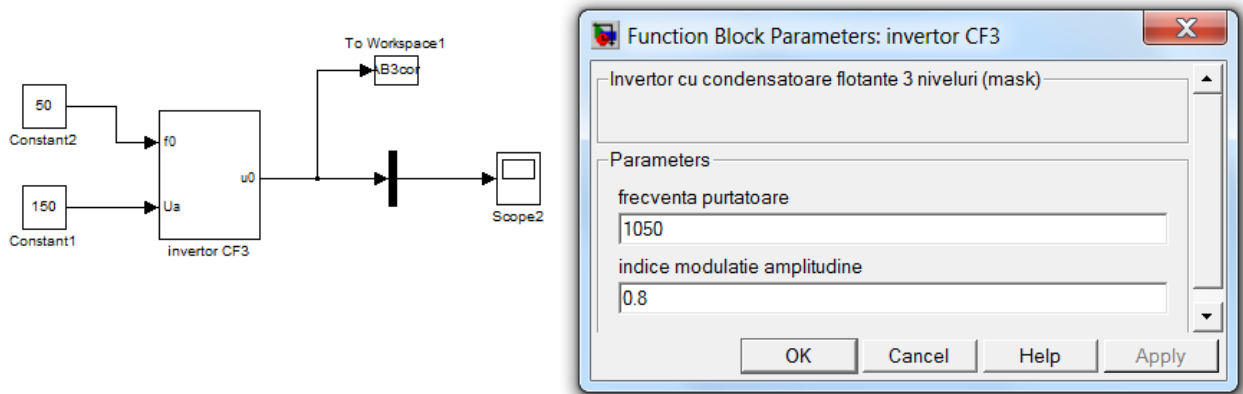 To Workspace1
AB3cor
50
Constant2
f0
u0
150
Ua
Constant1
invertor CF3
Scope2
Function Block Parameters: invertor CF3
Invertor cu condensatoare flotante 3 niveluri (mask)
Parameters
frecventa purtatoare
1050
indice modulatie amplitudine
0.8
OK Cancel Help Apply